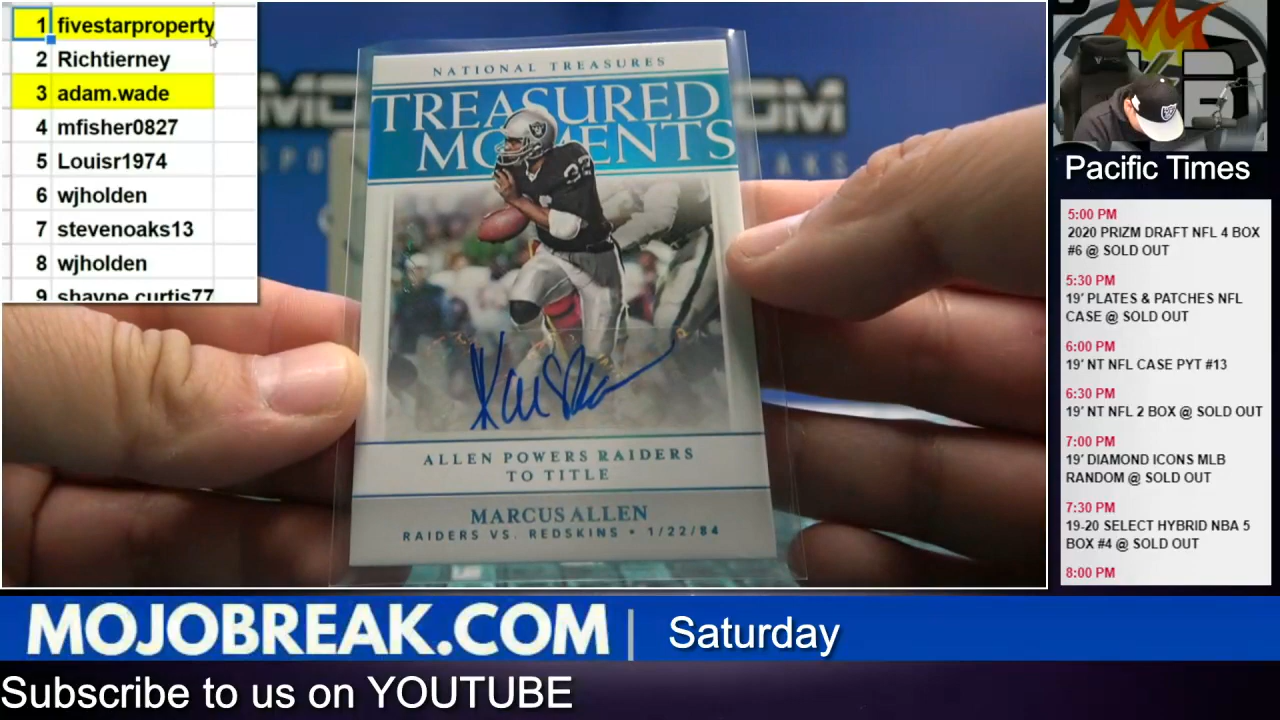 1 fivestarproperty
2 Richtierney
3 adam.wade
4 mfisher0827
5 Louisr1974
6 wjholden
7 stevenoaks13
8 wjholden
9 shayne.curtis77
NATIONAL TREASURES
TREASURED
MOMENTS
ALLEN POWERS RAIDERS
TO TITLE
MARCUS ALLEN
RAIDERS VS. REDSKINS • 1/22/84
Pacific Times
5:00 PM
2020 PRIZM DRAFT NFL 4 BOX
#6 @ SOLD OUT
5:30 PM
19' PLATES & PATCHES NFL
CASE @ SOLD OUT
6:00 PM
19' NT NFL CASE PYT #13
6:30 PM
19' NT NFL 2 BOX @ SOLD OUT
7:00 PM
19' DIAMOND ICONS MLB
RANDOM @ SOLD OUT
7:30 PM
19-20 SELECT HYBRID NBA 5
BOX #4 @ SOLD OUT
8:00 PM
MOJOBREAK.COM | Saturday
Subscribe to us on YOUTUBE